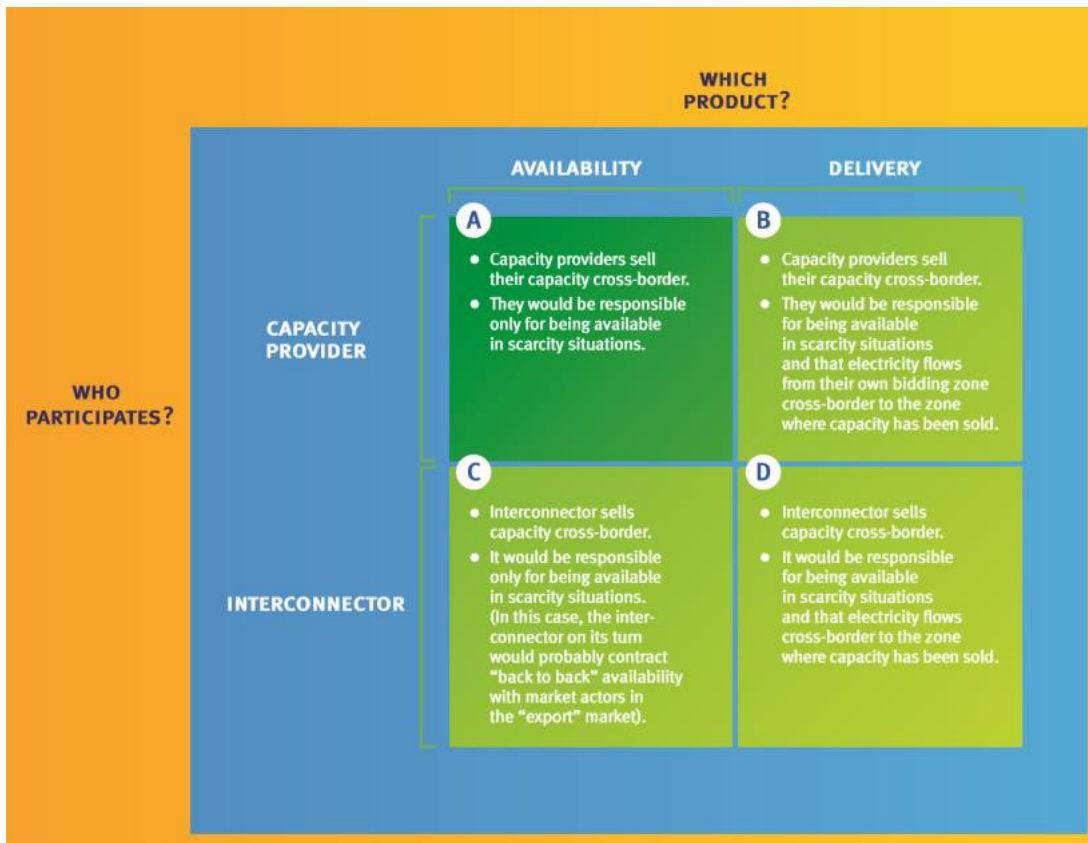 WHICH
PRODUCT?
AVAILABILITY
DELIVERY
WHO
PARTICIPATES?
CAPACITY
PROVIDER
A
• Capacity providers sell
their capacity cross-border.
• They would be responsible
only for being available
in scarcity situations.
B
• Capacity providers sell
their capacity cross-border.
• They would be responsible
for being available
in scarcity situations
and that electricity flows
from their own bidding zone
cross-border to the zone
where capacity has been sold.
INTERCONNECTOR
C
• Interconnector sells
capacity cross-border.
• It would be responsible
only for being available
in scarcity situations.
(In this case, the inter-
connector on its turn
would probably contract
“back to back” availability
with market actors in
the “export” market).
D
• Interconnector sells
capacity cross-border.
• It would be responsible
for being available
in scarcity situations
and that electricity flows
cross-border to the zone
where capacity has been sold.